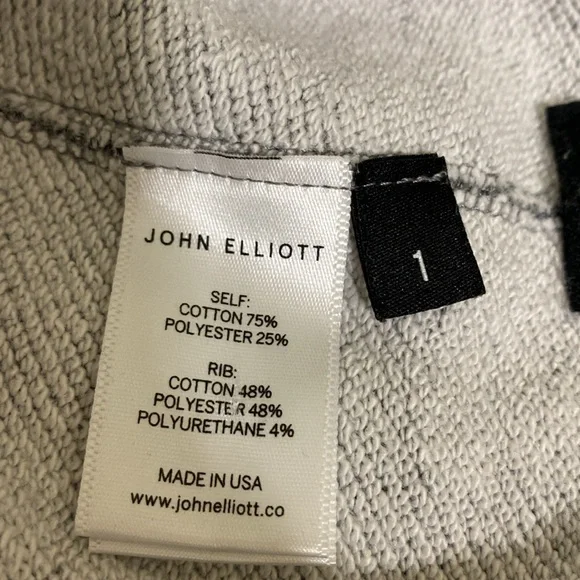 JOHN ELLIOTT
SELF:
COTTON 75%
POLYESTER 25%
RIB:
COTTON 48%
POLYESTER 48%
POLYURETHANE 4%
MADE IN USA
www.johnelliott.co
1